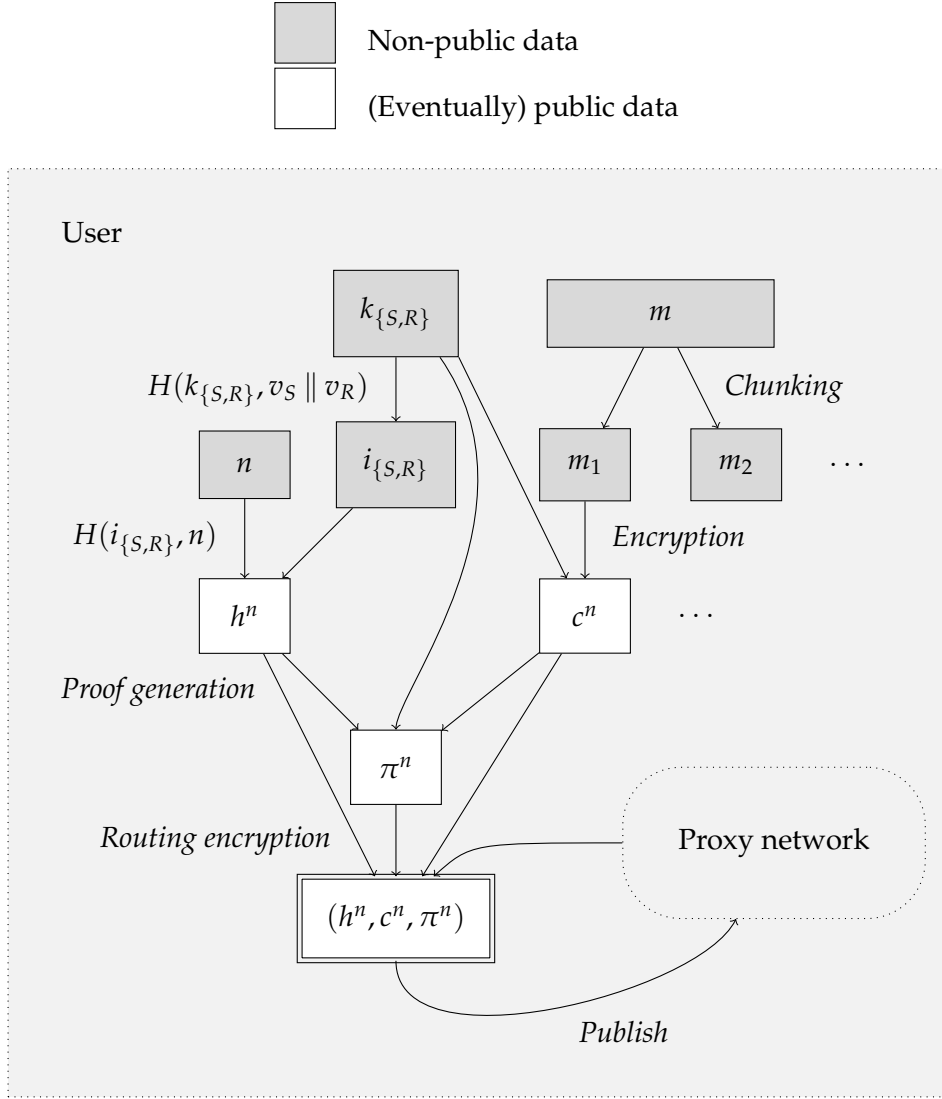 Non-public data
(Eventually) public data
User
k_{S,R}
m
H(k_{S,R}, v_S ∥ v_R)
Chunking
n
i_{S,R}
m_1
m_2
...
H(i_{S,R}, n)
Encryption
h^n
c^n
...
Proof generation
π^n
Routing encryption
Proxy network
(h^n, c^n, π^n)
Publish